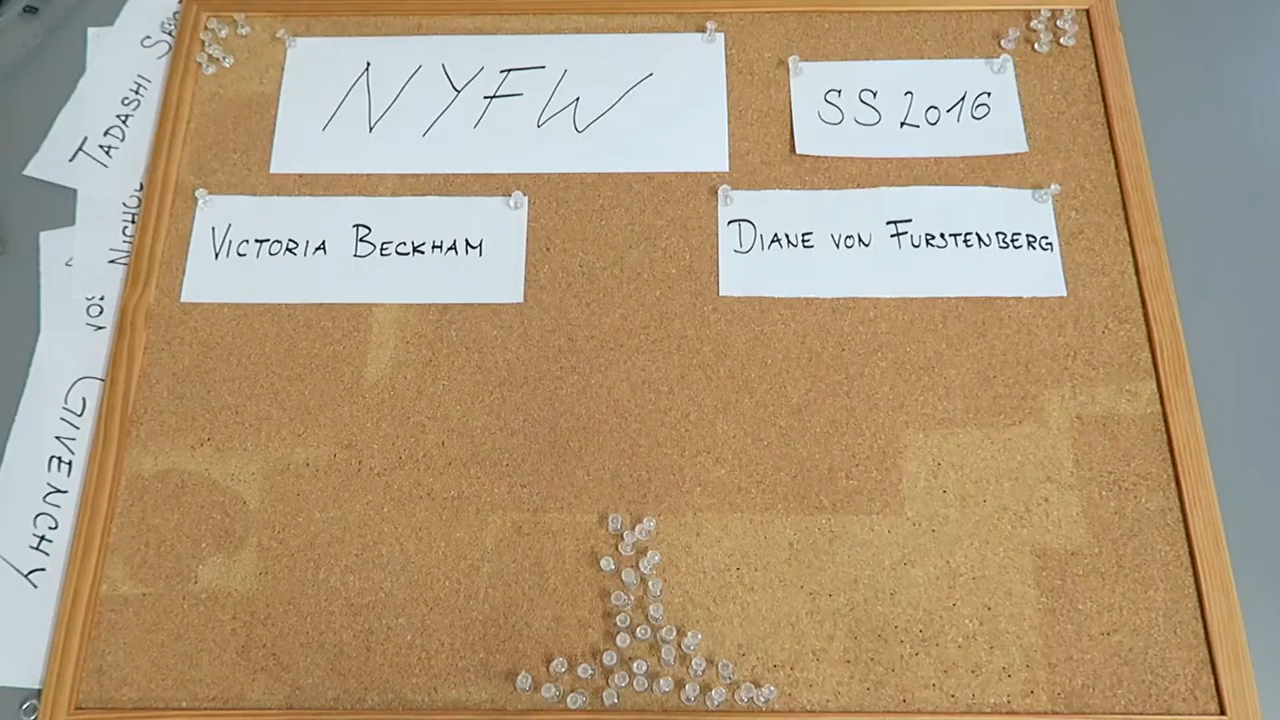 NYFW
SS 2016
VICTORIA BECKHAM
DIANE VON FURSTENBERG
TADASHI
GIVENCHY